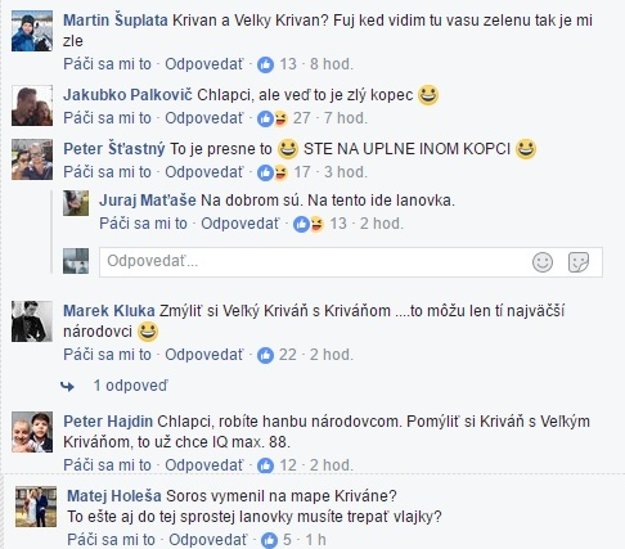 Martin Šuplata Krivan a Velky Krivan? Fuj ked vidim tu vasu zelenu tak je mi
zle
Páči sa mi to · Odpovedať · 13 · 8 hod.
Jakubko Palkovič Chlapci, ale veď to je zlý kopec 😀
Páči sa mi to · Odpovedať · 27 · 7 hod.
Peter Šťastný To je presne to 😀 STE NA UPLNE INOM KOPCI 😀
Páči sa mi to · Odpovedať · 17 · 3 hod.
Juraj Maťaše Na dobrom sú. Na tento ide lanovka.
Páči sa mi to · Odpovedať · 13 · 2 hod.
Odpovedať...
Marek Kluka Zmýliť si Veľký Kriváň s Kriváňom ....to môžu len tí najväčší
národovci 😀
Páči sa mi to · Odpovedať · 22 · 2 hod.
1 odpoveď
Peter Hajdin Chlapci, robíte hanbu národovcom. Pomýliť si Kriváň s Veľkým
Kriváňom, to už chce IQ max. 88.
Páči sa mi to · Odpovedať · 12 · 2 hod.
Matej Holeša Soros vymenil na mape Kriváne?
To ešte aj do tej sprostej lanovky musíte trepať vlajky?
Páči sa mi to · Odpovedať · 5 · 1 h